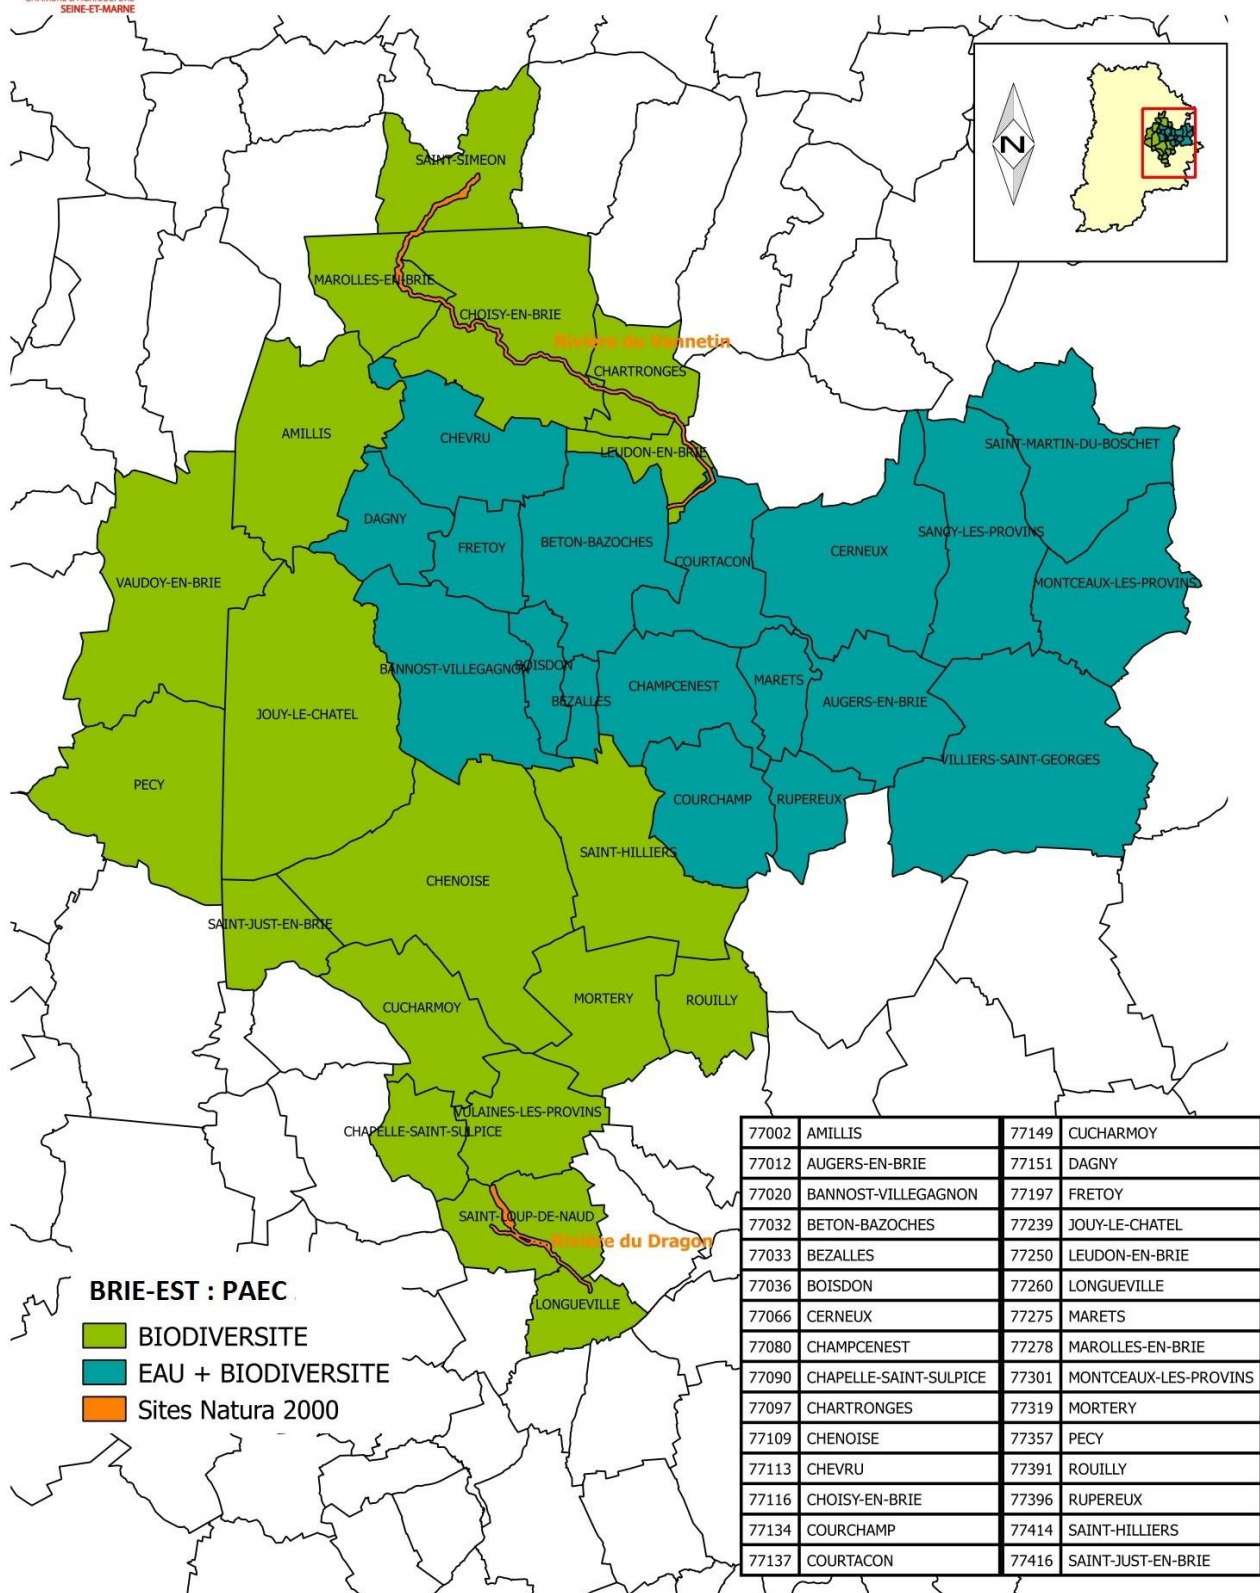 SEINE-ET-MARNE
N
SAINT-SIMEON
MAROLLES-EN-BRIE
CHOISY-EN-BRIE
Rivière du Vannetin
CHARTRONGES
AMILLIS
CHEVRU
LEUDON-EN-BRIE
SAINT-MARTIN-DU-BOSCHET
DAGNY
FRETOY
BETON-BAZOCHES
COURTACON
CERNEUX
SANCY-LES-PROVINS
VAUDOY-EN-BRIE
MONTCEAUX-LES-PROVINS
BANNOST-VILLEGAGNON
BOISDON
BEZALLES
CHAMPCENEST
MARETS
AUGERS-EN-BRIE
JOUY-LE-CHATEL
VILLIERS-SAINT-GEORGES
PECY
COURCHAMP
RUPEREUX
SAINT-HILLIERS
CHENOISE
SAINT-JUST-EN-BRIE
CUCHARMOY
MORTERY
ROUILLY
VULAINES-LES-PROVINS
CHAPELLE-SAINT-SULPICE
SAINT-LOUP-DE-NAUD
Rivière du Dragon
LONGUEVILLE
BRIE-EST : PAEC
BIODIVERSITE
EAU + BIODIVERSITE
Sites Natura 2000
77002 AMILLIS 77149 CUCHARMOY
77012 AUGERS-EN-BRIE 77151 DAGNY
77020 BANNOST-VILLEGAGNON 77197 FRETOY
77032 BETON-BAZOCHES 77239 JOUY-LE-CHATEL
77033 BEZALLES 77250 LEUDON-EN-BRIE
77036 BOISDON 77260 LONGUEVILLE
77066 CERNEUX 77275 MARETS
77080 CHAMPCENEST 77278 MAROLLES-EN-BRIE
77090 CHAPELLE-SAINT-SULPICE 77301 MONTCEAUX-LES-PROVINS
77097 CHARTRONGES 77319 MORTERY
77109 CHENOISE 77357 PECY
77113 CHEVRU 77391 ROUILLY
77116 CHOISY-EN-BRIE 77396 RUPEREUX
77134 COURCHAMP 77414 SAINT-HILLIERS
77137 COURTACON 77416 SAINT-JUST-EN-BRIE